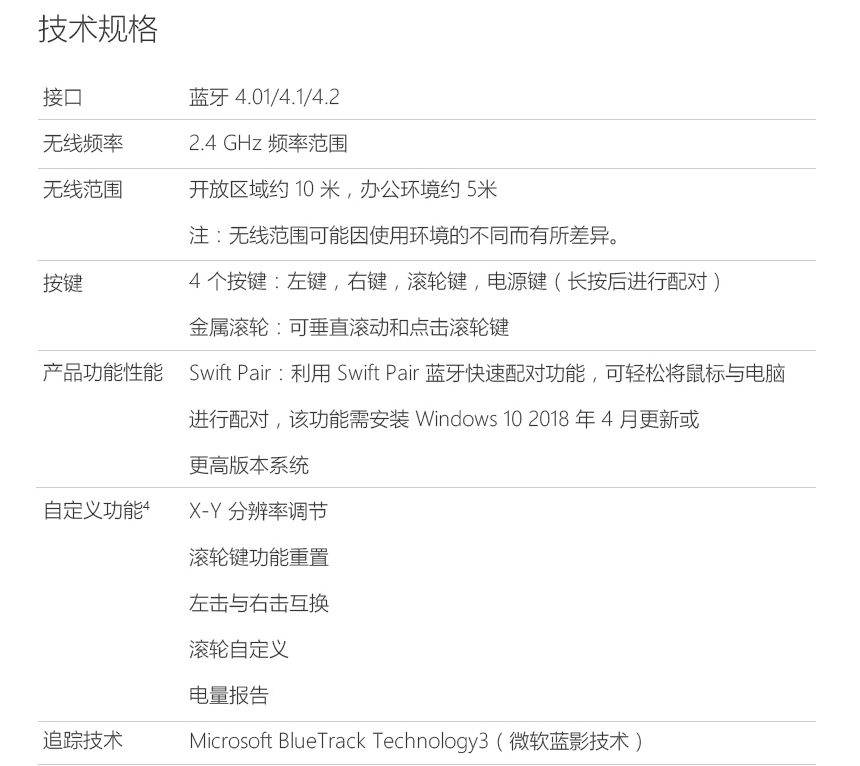 技术规格
接口 蓝牙 4.01/4.1/4.2
无线频率 2.4 GHz 频率范围
无线范围 开放区域约 10 米，办公环境约 5米
注：无线范围可能因使用环境的不同而有所差异。
按键 4 个按键：左键，右键，滚轮键，电源键（长按后进行配对）
金属滚轮：可垂直滚动和点击滚轮键
产品功能性能 Swift Pair：利用 Swift Pair 蓝牙快速配对功能，可轻松将鼠标与电脑
进行配对，该功能需安装 Windows 10 2018 年 4 月更新或
更高版本系统
自定义功能⁴ X-Y 分辨率调节
滚轮键功能重置
左击与右击互换
滚轮自定义
电量报告
追踪技术 Microsoft BlueTrack Technology3（微软蓝影技术）